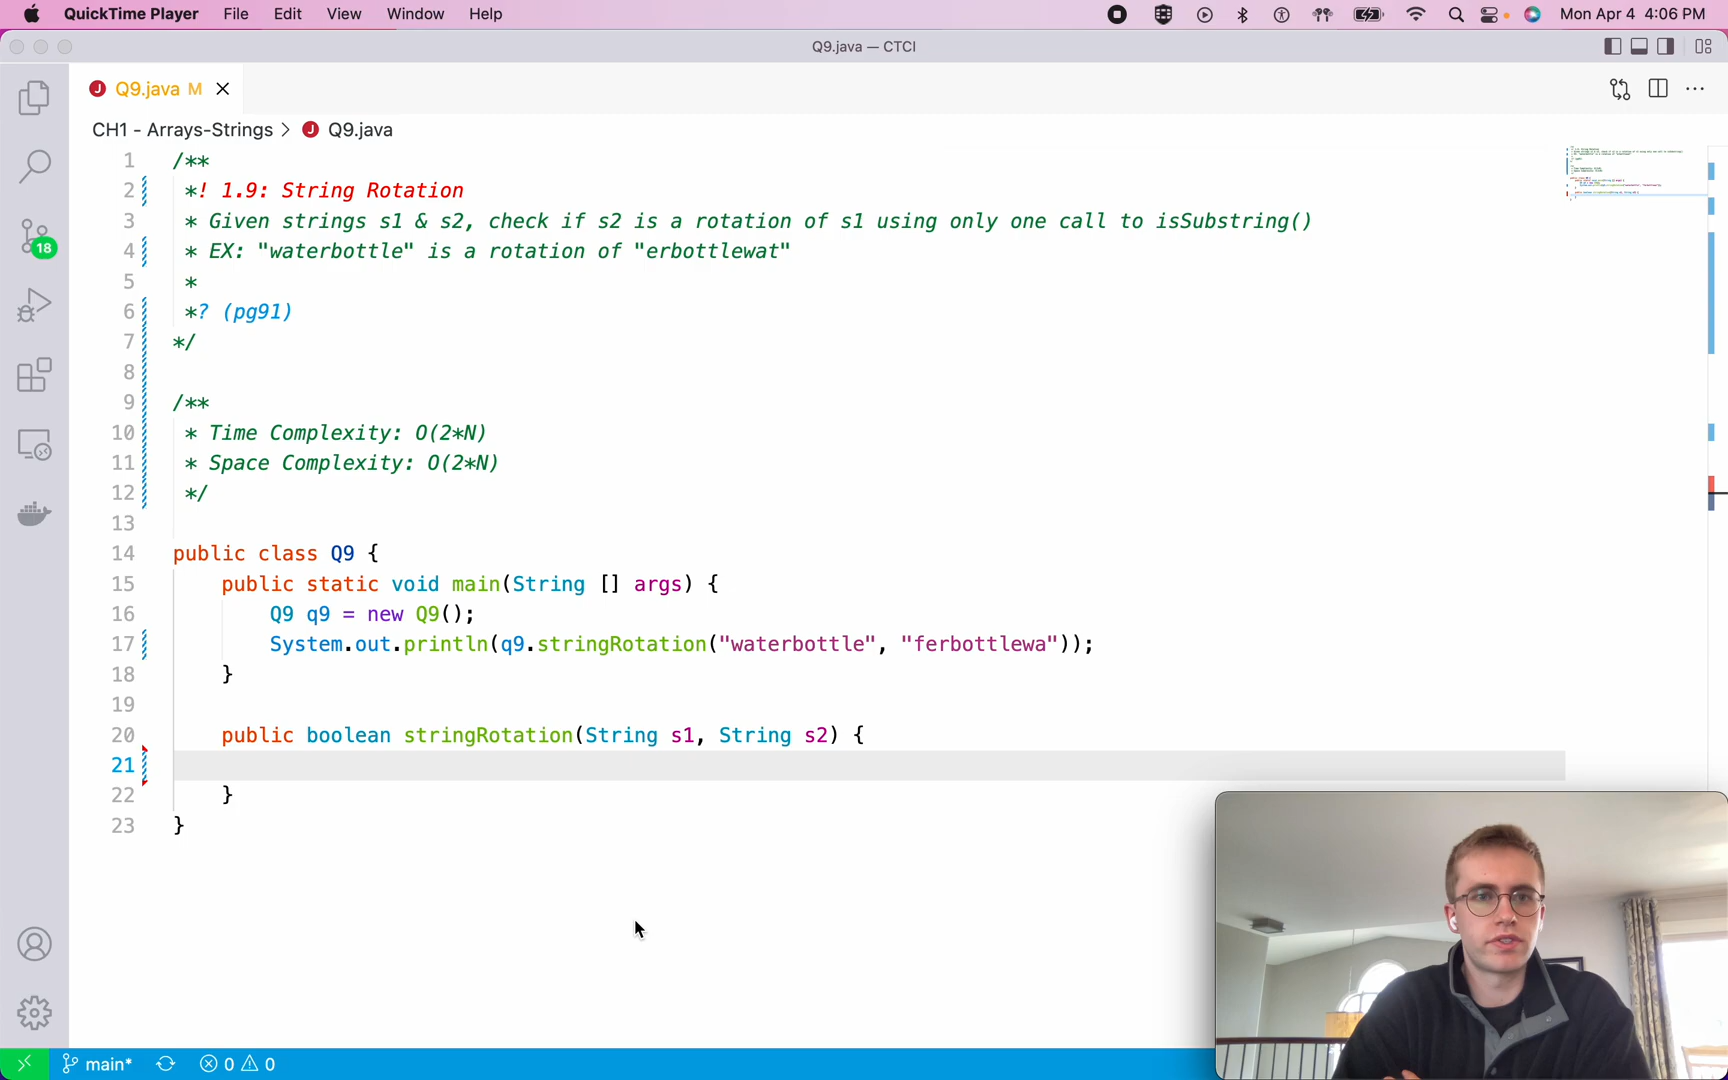 QuickTime Player File Edit View Window Help Mon Apr 4 4:06 PM
Q9.java — CTCI
J Q9.java M
CH1 - Arrays-Strings > J Q9.java
1 /**
2 *! 1.9: String Rotation
3 * Given strings s1 & s2, check if s2 is a rotation of s1 using only one call to isSubstring()
4 * EX: "waterbottle" is a rotation of "erbottlewat"
5 *
6 *? (pg91)
7 */
8
9 /**
10 * Time Complexity: O(2*N)
11 * Space Complexity: O(2*N)
12 */
13
14 public class Q9 {
15 public static void main(String [] args) {
16 Q9 q9 = new Q9();
17 System.out.println(q9.stringRotation("waterbottle", "ferbottlewa"));
18 }
19
20 public boolean stringRotation(String s1, String s2) {
21
22 }
23 }
18
main* 0 0